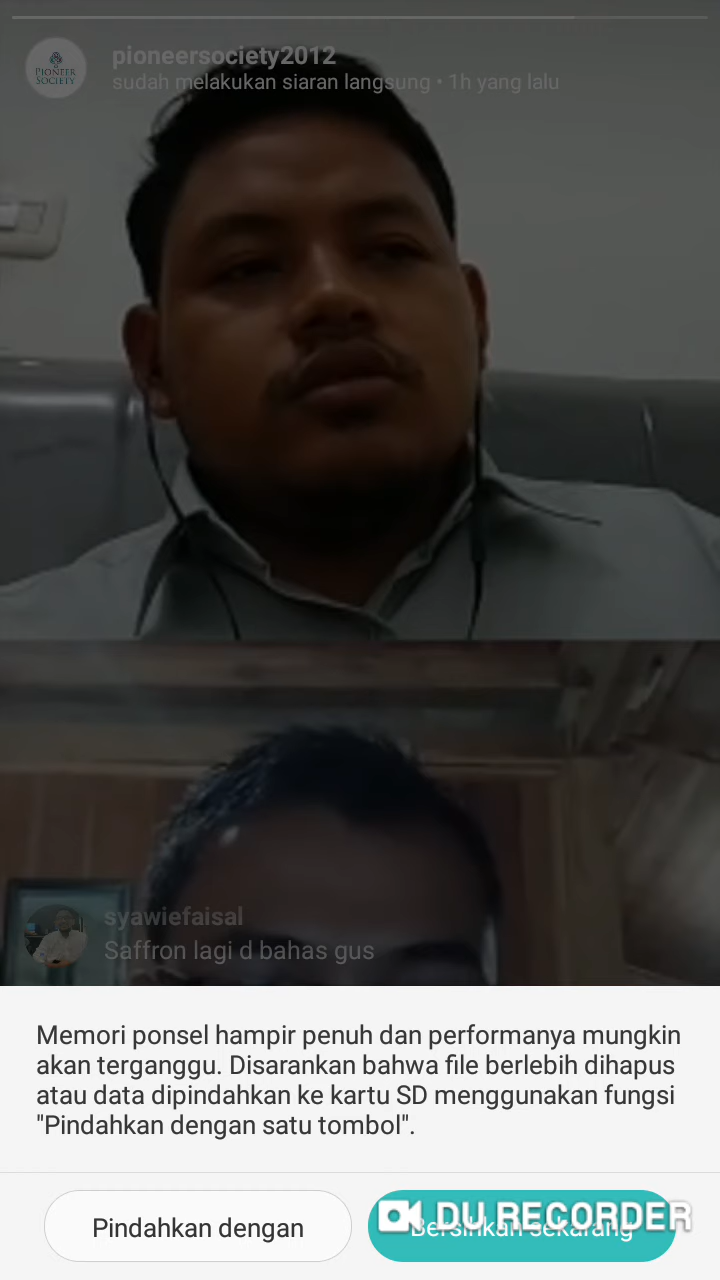 pioneersociety2012
PIONEER
SOCIETY
sudah melakukan siaran langsung • 1h yang lalu
syawiefaisal
Saffron lagi d bahas gus
Memori ponsel hampir penuh dan performanya mungkin
akan terganggu. Disarankan bahwa file berlebih dihapus
atau data dipindahkan ke kartu SD menggunakan fungsi
"Pindahkan dengan satu tombol".
Pindahkan dengan
Bersihkan sekarang
DU RECORDER